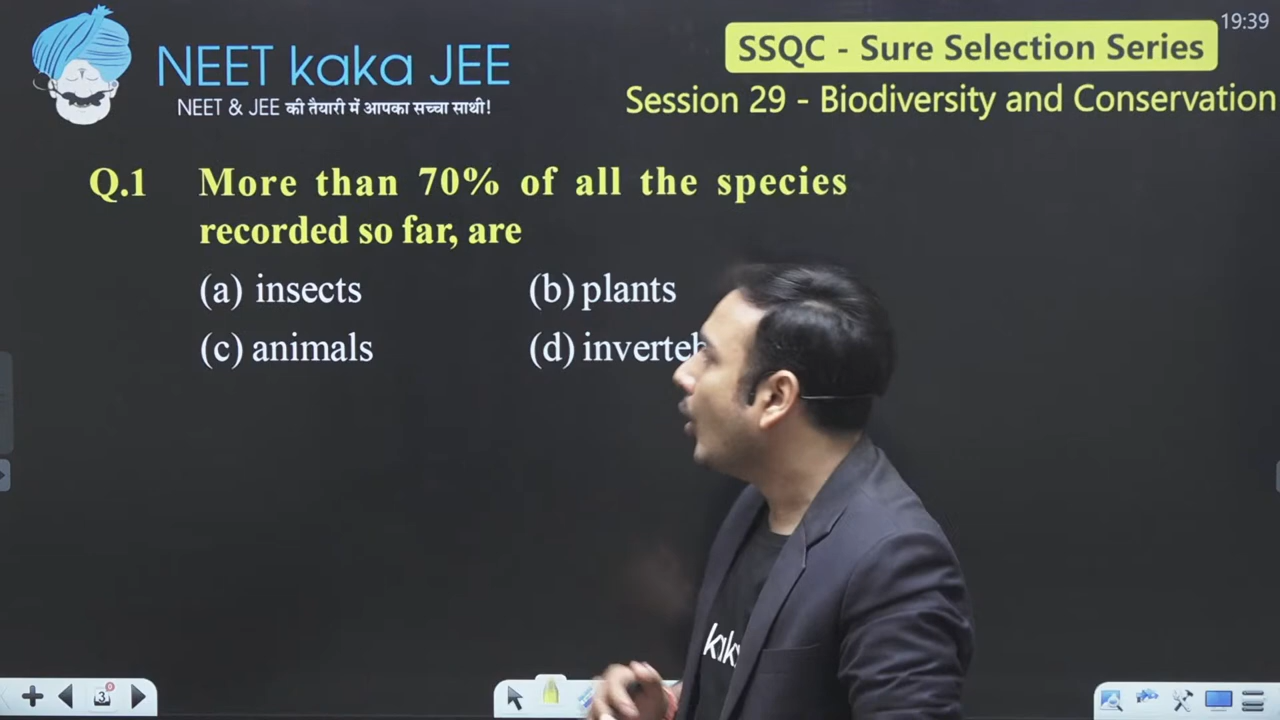 19:39
NEET kaka JEE
NEET & JEE की तैयारी में आपका सच्चा साथी!
SSQC - Sure Selection Series
Session 29 - Biodiversity and Conservation
Q.1 More than 70% of all the species
recorded so far, are
(a) insects (b) plants
(c) animals (d)
3